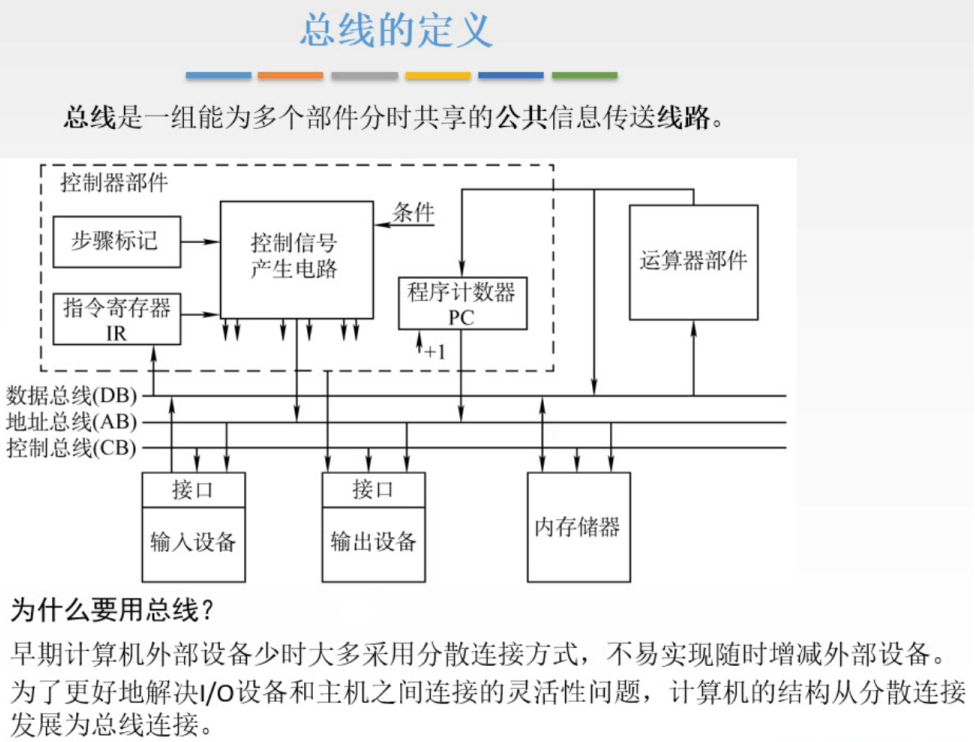 总线的定义
总线是一组能为多个部件分时共享的公共信息传送线路。
控制器部件
步骤标记
控制信号
产生电路
条件
运算器部件
指令寄存器
IR
程序计数器
PC
+1
数据总线(DB)
地址总线(AB)
控制总线(CB)
接口
输入设备
接口
输出设备
内存储器
为什么要用总线？
早期计算机外部设备少时大多采用分散连接方式，不易实现随时增减外部设备。
为了更好地解决I/O设备和主机之间连接的灵活性问题，计算机的结构从分散连接
发展为总线连接。